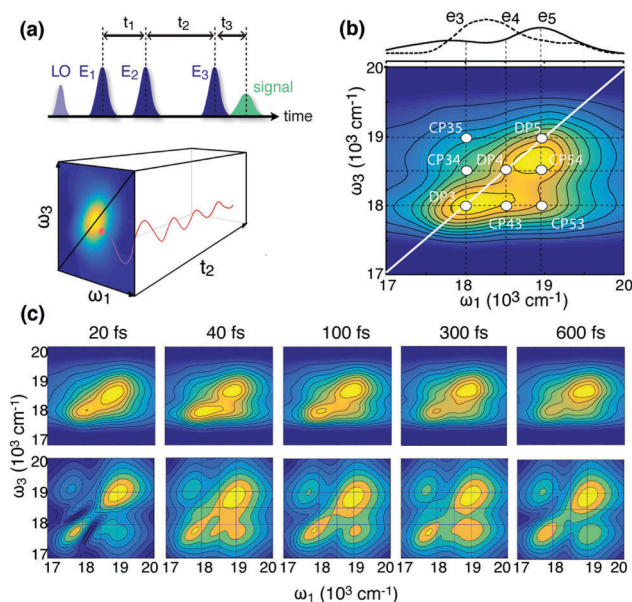 (a)
t1 t2 t3
LO E1 E2 E3 signal
time
ω3
ω1
t2
(b)
e3 e4 e5
ω3 (10³ cm⁻¹)
20
19
18
17
CP35 DP5
CP34 DP4 CP54
DP3 CP43 CP53
17 18 19 20
ω1 (10³ cm⁻¹)
(c)
20 fs 40 fs 100 fs 300 fs 600 fs
ω3 (10³ cm⁻¹)
20
19
18
17
20
19
18
17
17 18 19 20 17 18 19 20 17 18 19 20 17 18 19 20 17 18 19 20
ω1 (10³ cm⁻¹)